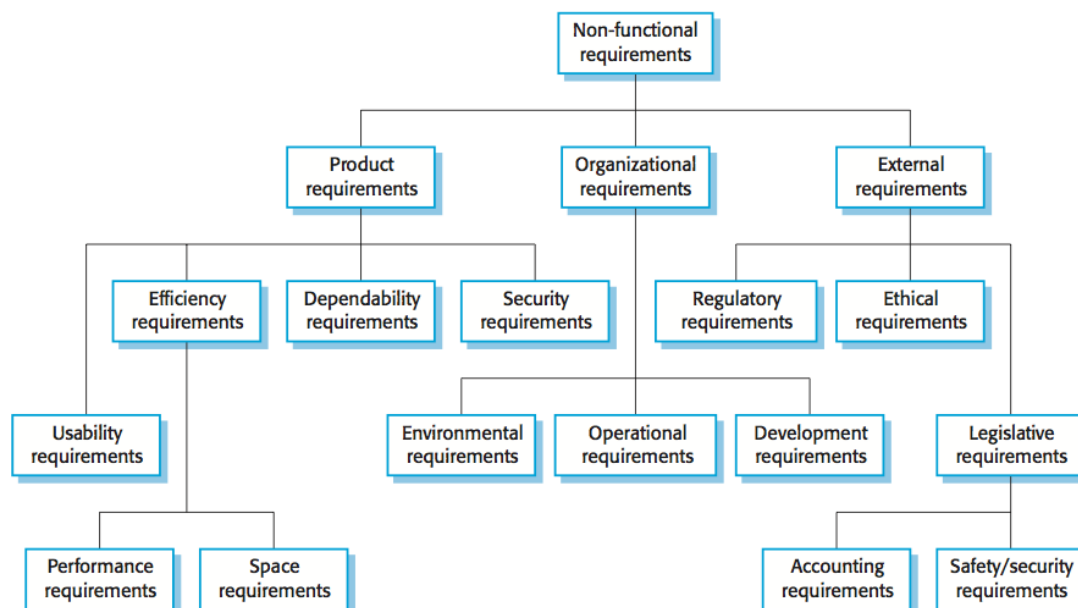 Non-functional
requirements
Product
requirements
Organizational
requirements
External
requirements
Efficiency
requirements
Dependability
requirements
Security
requirements
Regulatory
requirements
Ethical
requirements
Usability
requirements
Environmental
requirements
Operational
requirements
Development
requirements
Legislative
requirements
Performance
requirements
Space
requirements
Accounting
requirements
Safety/security
requirements